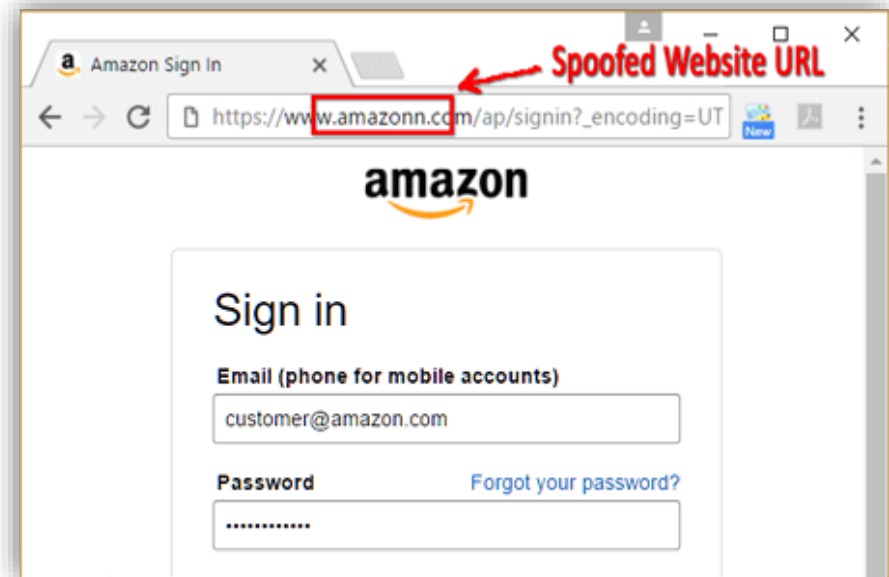 a Amazon Sign In
Spoofed Website URL
https://www.amazonn.com/ap/signin?_encoding=UT
New
amazon
Sign in
Email (phone for mobile accounts)
customer@amazon.com
Password Forgot your password?
••••••••••••